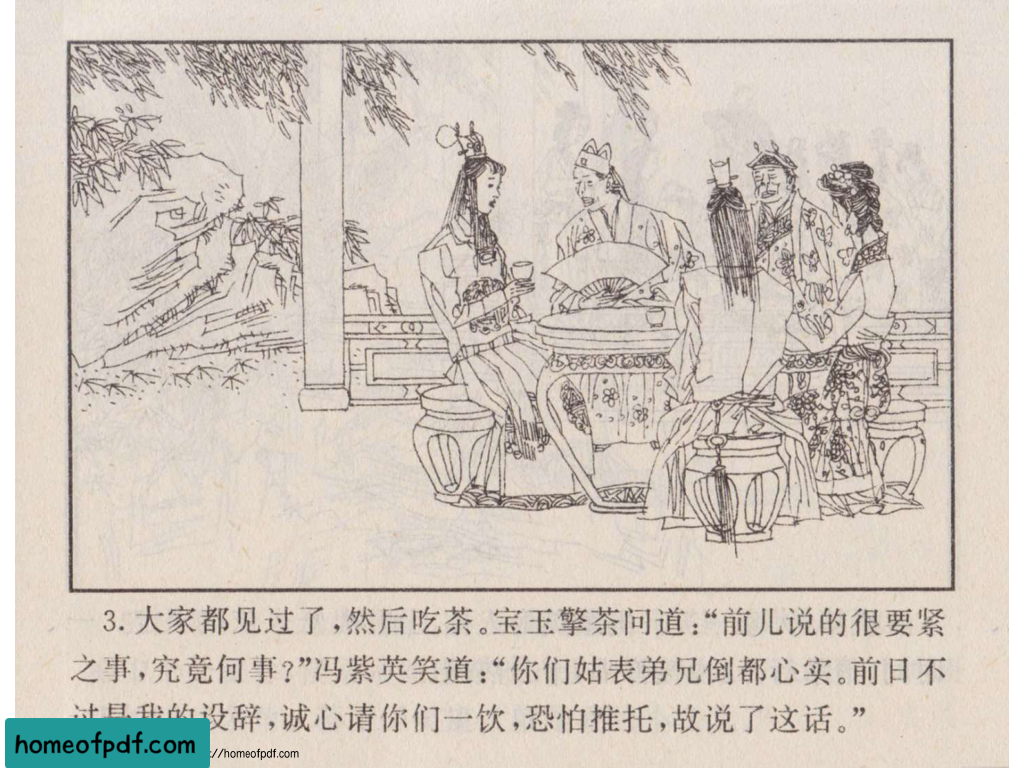 3.大家都见过了,然后吃茶。宝玉擎茶问道:“前儿说的很要紧
之事,究竟何事?”冯紫英笑道:“你们姑表弟兄倒都心实。前日不
过是我的设辞,诚心请你们一饮,恐怕推托,故说了这话。”
homeofpdf.com
://homeofpdf.com